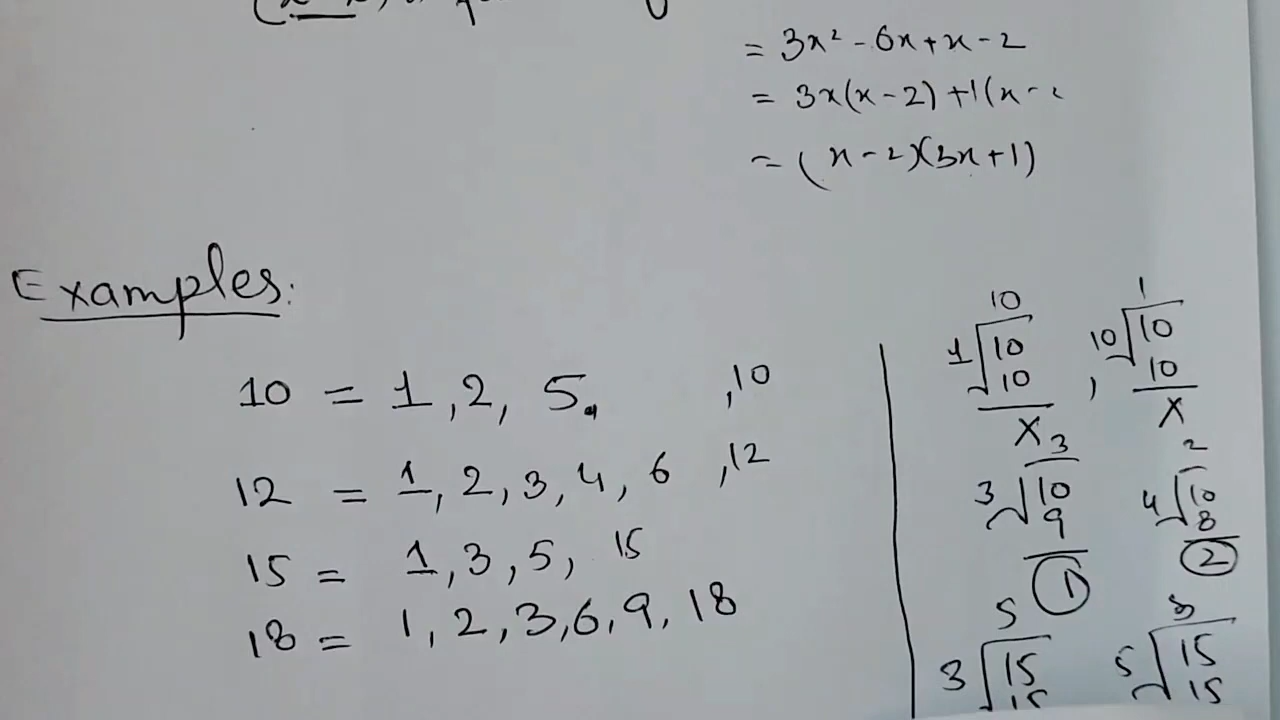 = 3x² - 6x + x - 2
= 3x(x - 2) + 1(x -
= (x - 2)(3x + 1)
Examples:
10 = 1, 2, 5, , 10
12 = 1, 2, 3, 4, 6 , 12
15 = 1, 3, 5, 15
18 = 1, 2, 3, 6, 9, 18
10
1 10
10
x
,
1
10 10
10
x
3
3 10
9
1
2
4 10
8
2
5
3 15
15
3
5 15
15